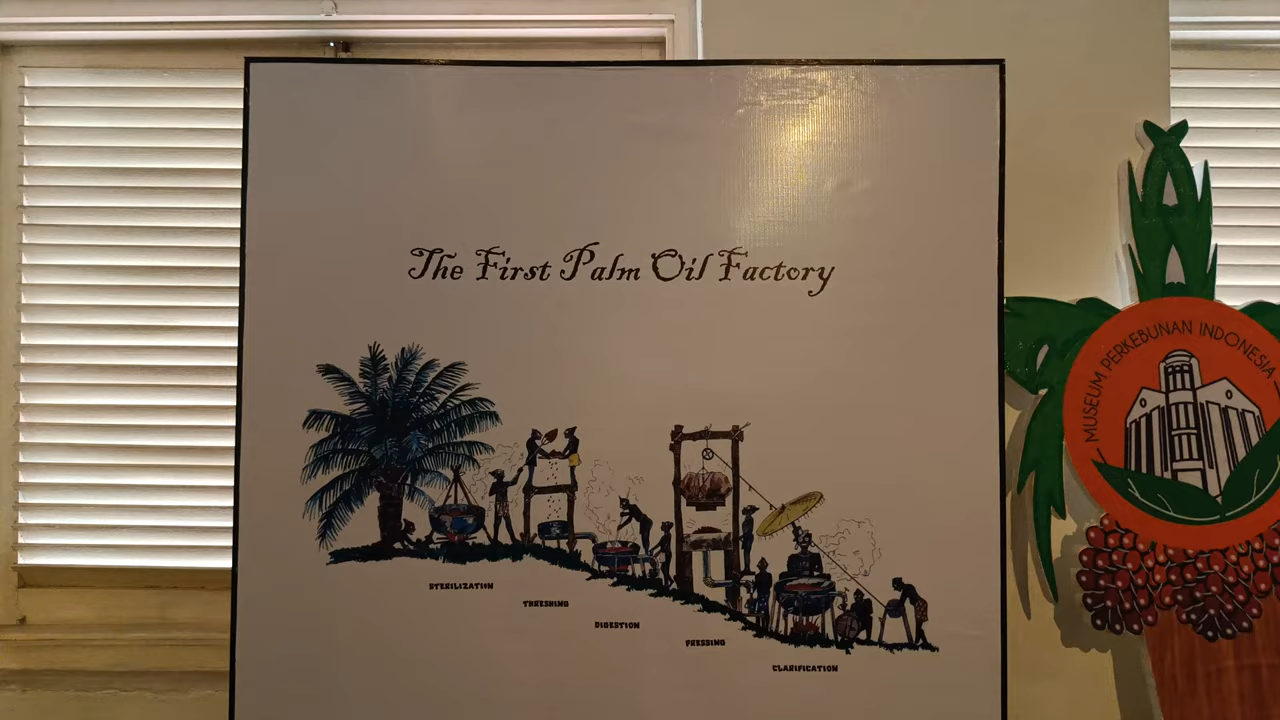 The First Palm Oil Factory
STERILIZATION
THRESHING
DIGESTION
PRESSING
CLARIFICATION
MUSEUM PERKEBUNAN INDONESIA